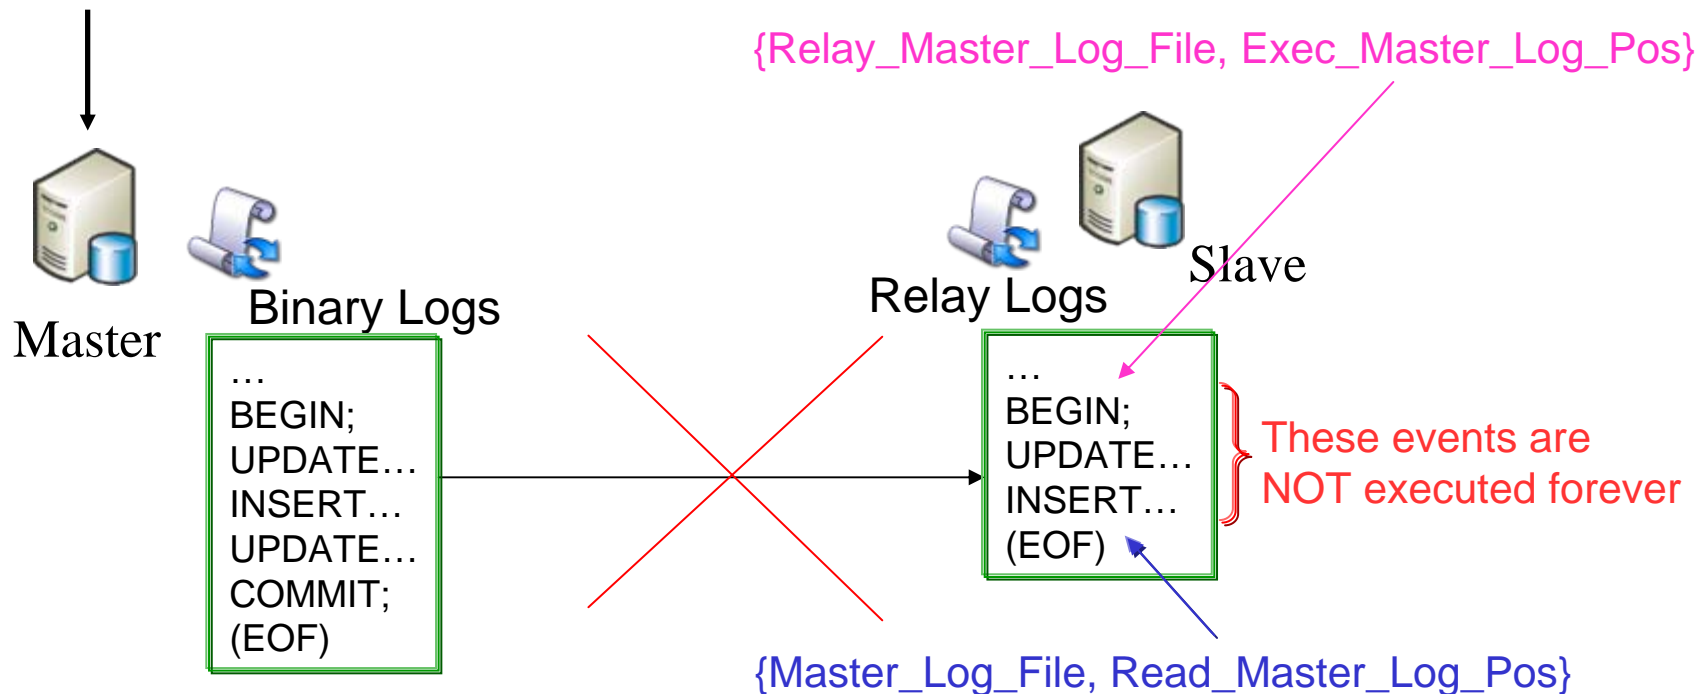 {Relay_Master_Log_File, Exec_Master_Log_Pos}
Master
Binary Logs
…
BEGIN;
UPDATE…
INSERT…
UPDATE…
COMMIT;
(EOF)
Slave
Relay Logs
…
BEGIN;
UPDATE…
INSERT…
(EOF)
These events are
NOT executed forever
{Master_Log_File, Read_Master_Log_Pos}